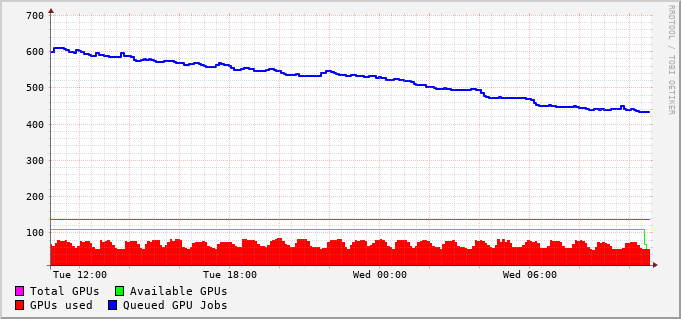 700
600
500
400
300
200
100
Tue 12:00 Tue 18:00 Wed 00:00 Wed 06:00
Total GPUs Available GPUs
GPUs used Queued GPU Jobs
RRDTOOL / TOBI OETIKER